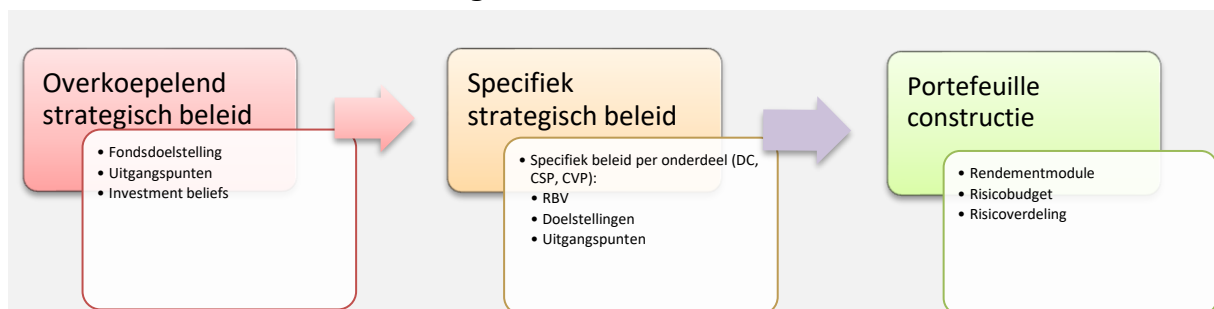 Overkoepelend
strategisch beleid
• Fondsdoelstelling
• Uitgangspunten
• Investment beliefs
Specifiek
strategisch beleid
• Specifiek beleid per onderdeel (DC,
CSP, CVP):
• RBV
• Doelstellingen
• Uitgangspunten
Portefeuille
constructie
• Rendementmodule
• Risicobudget
• Risicoverdeling